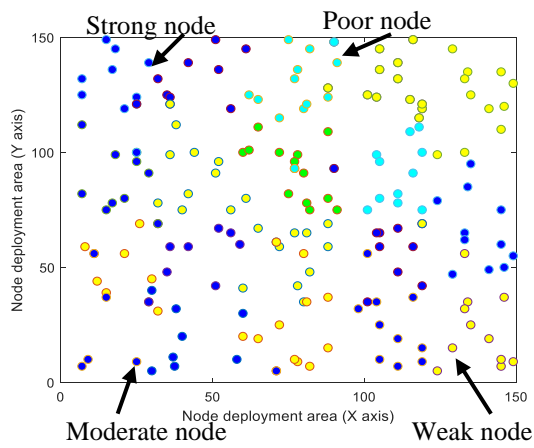 Strong node
Poor node
150
100
50
0
Node deployment area (Y axis)
0
50
100
150
Node deployment area (X axis)
Moderate node
Weak node